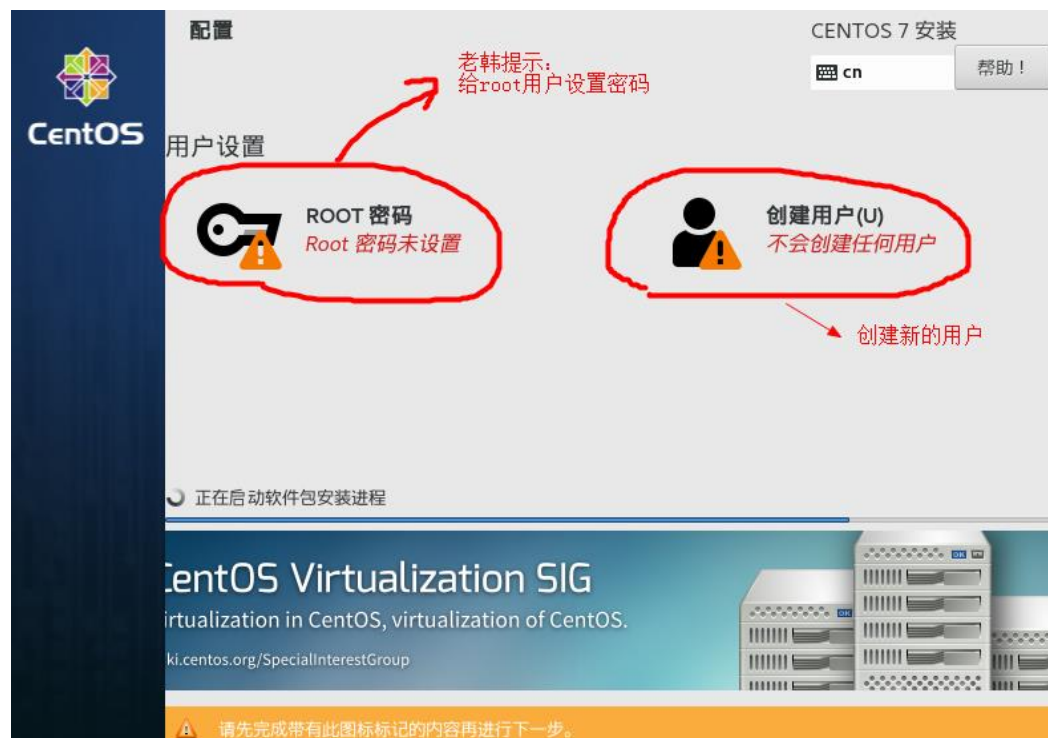 配置
CENTOS 7 安装
cn
帮助！
老韩提示：
给root用户设置密码
CentOS
用户设置
ROOT 密码
Root 密码未设置
创建用户(U)
不会创建任何用户
创建新的用户
正在启动软件包安装进程
CentOS Virtualization SIG
irtualization in CentOS, virtualization of CentOS.
ki.centos.org/SpecialInterestGroup
请先完成带有此图标标记的内容再进行下一步。